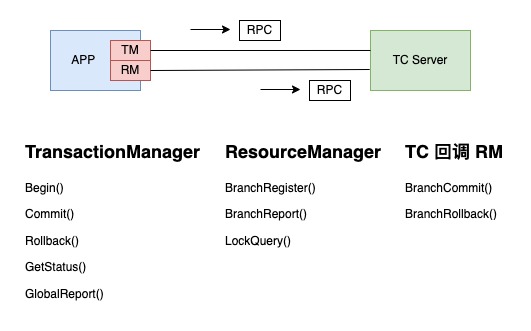 RPC
APP
TM
RM
TC Server
RPC
TransactionManager
Begin()
Commit()
Rollback()
GetStatus()
GlobalReport()
ResourceManager
BranchRegister()
BranchReport()
LockQuery()
TC 回调 RM
BranchCommit()
BranchRollback()